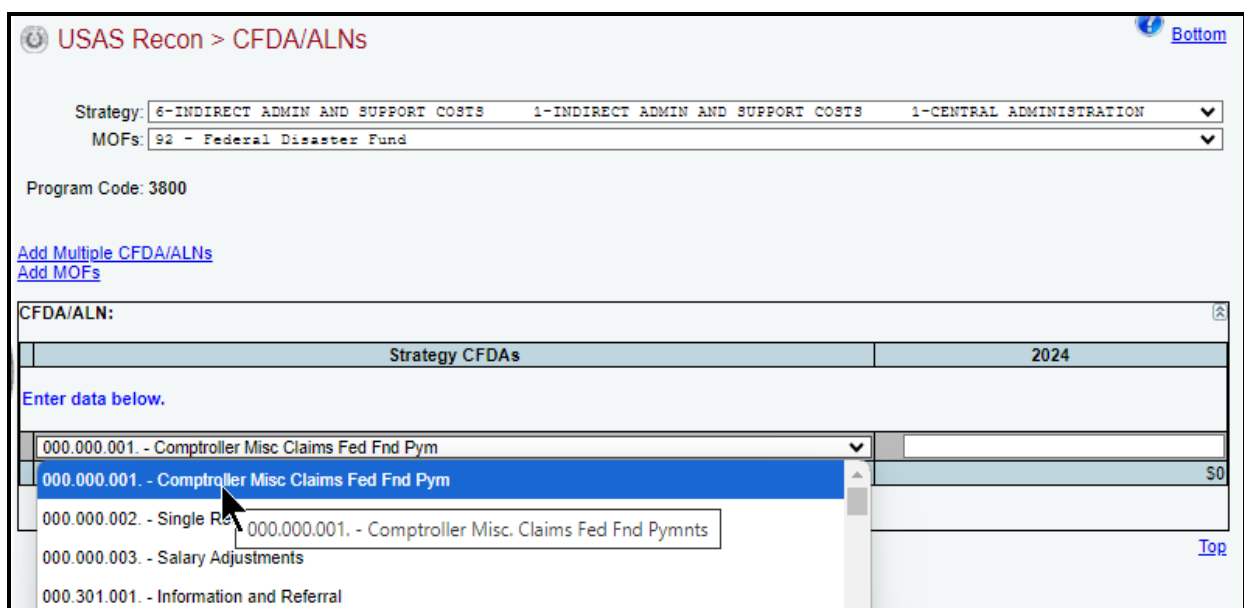 USAS Recon > CFDA/ALNs
Bottom
Strategy: 6-INDIRECT ADMIN AND SUPPORT COSTS 1-INDIRECT ADMIN AND SUPPORT COSTS 1-CENTRAL ADMINISTRATION
MOFs: 92 - Federal Disaster Fund
Program Code: 3800
Add Multiple CFDA/ALNs
Add MOFs
CFDA/ALN:
Strategy CFDAs 2024
Enter data below.
000.000.001. - Comptroller Misc Claims Fed Fnd Pym
000.000.001. - Comptroller Misc Claims Fed Fnd Pym
$0
000.000.002. - Single
000.000.001. - Comptroller Misc. Claims Fed Fnd Pymnts
000.000.003. - Salary Adjustments
Top
000.301.001. - Information and Referral